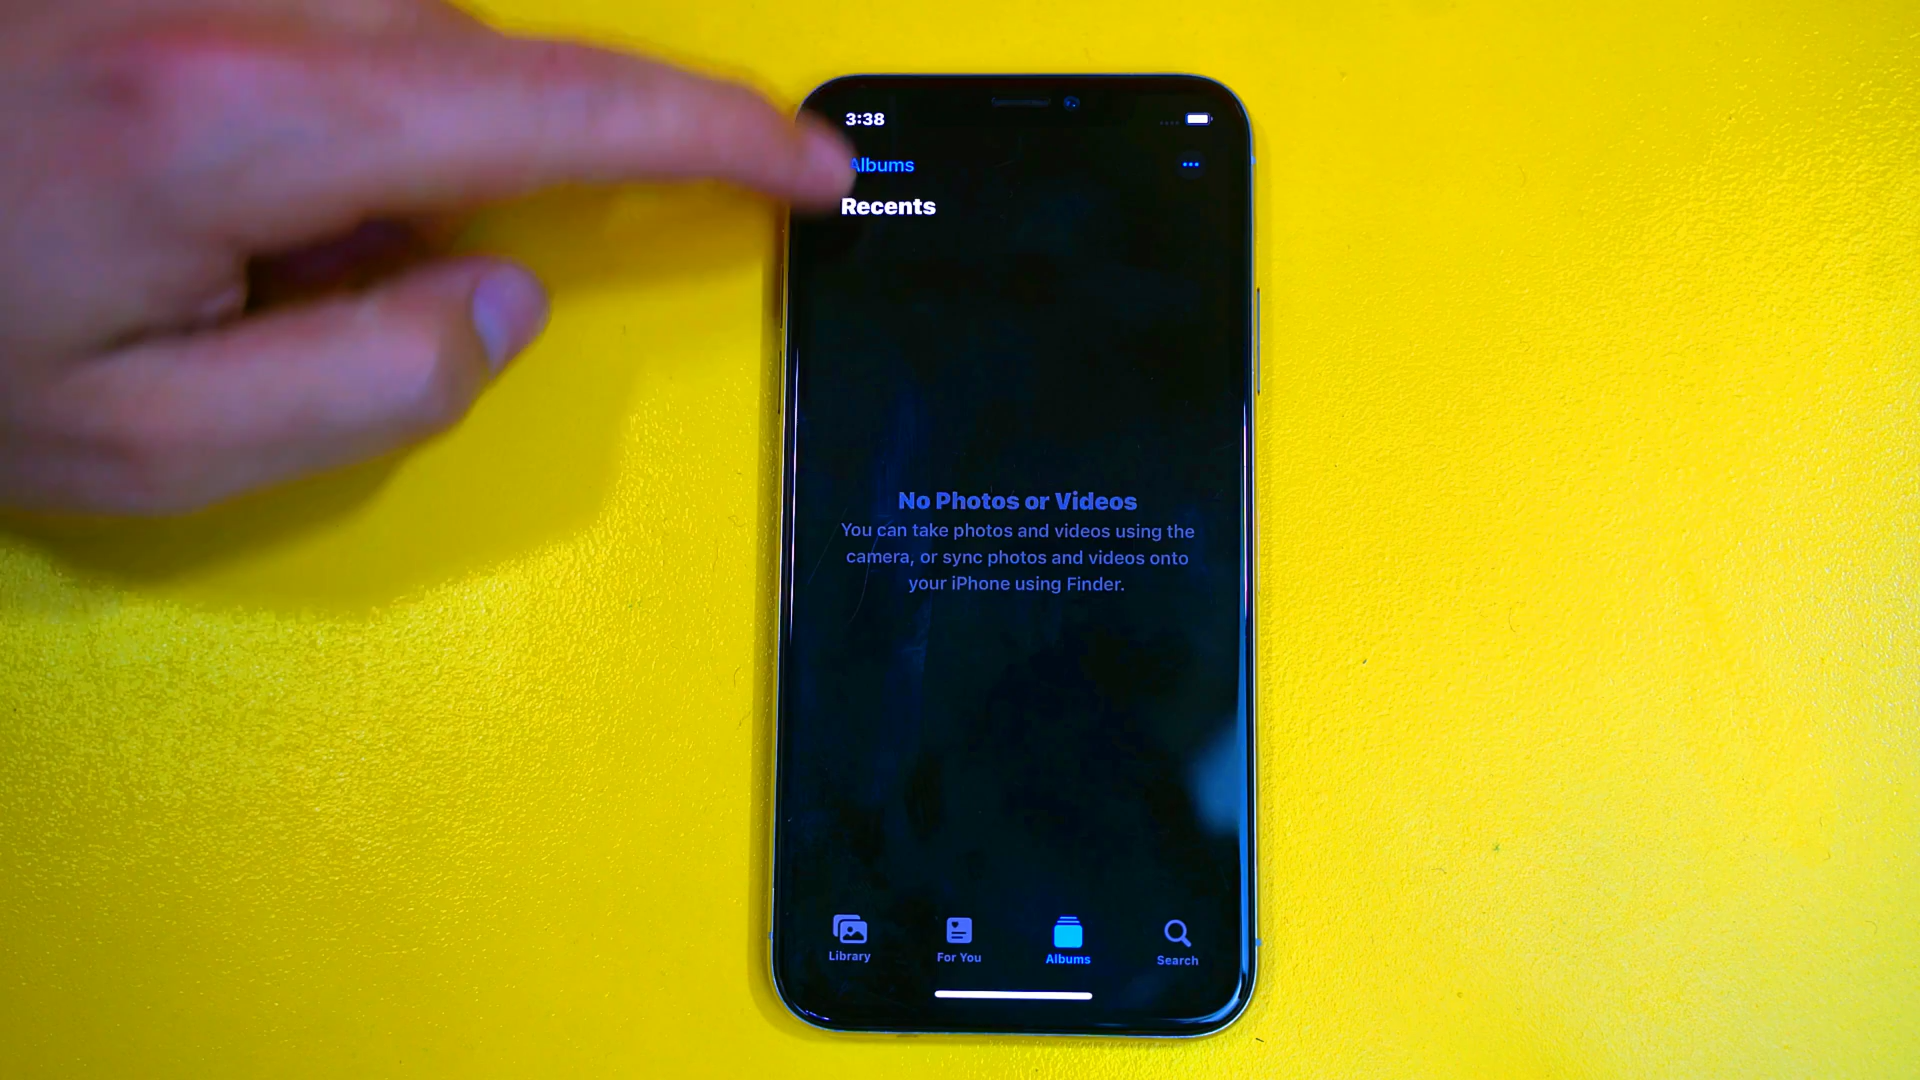 3:38
Albums
Recents
No Photos or Videos
You can take photos and videos using the
camera, or sync photos and videos onto
your iPhone using Finder.
Library
For You
Albums
Search